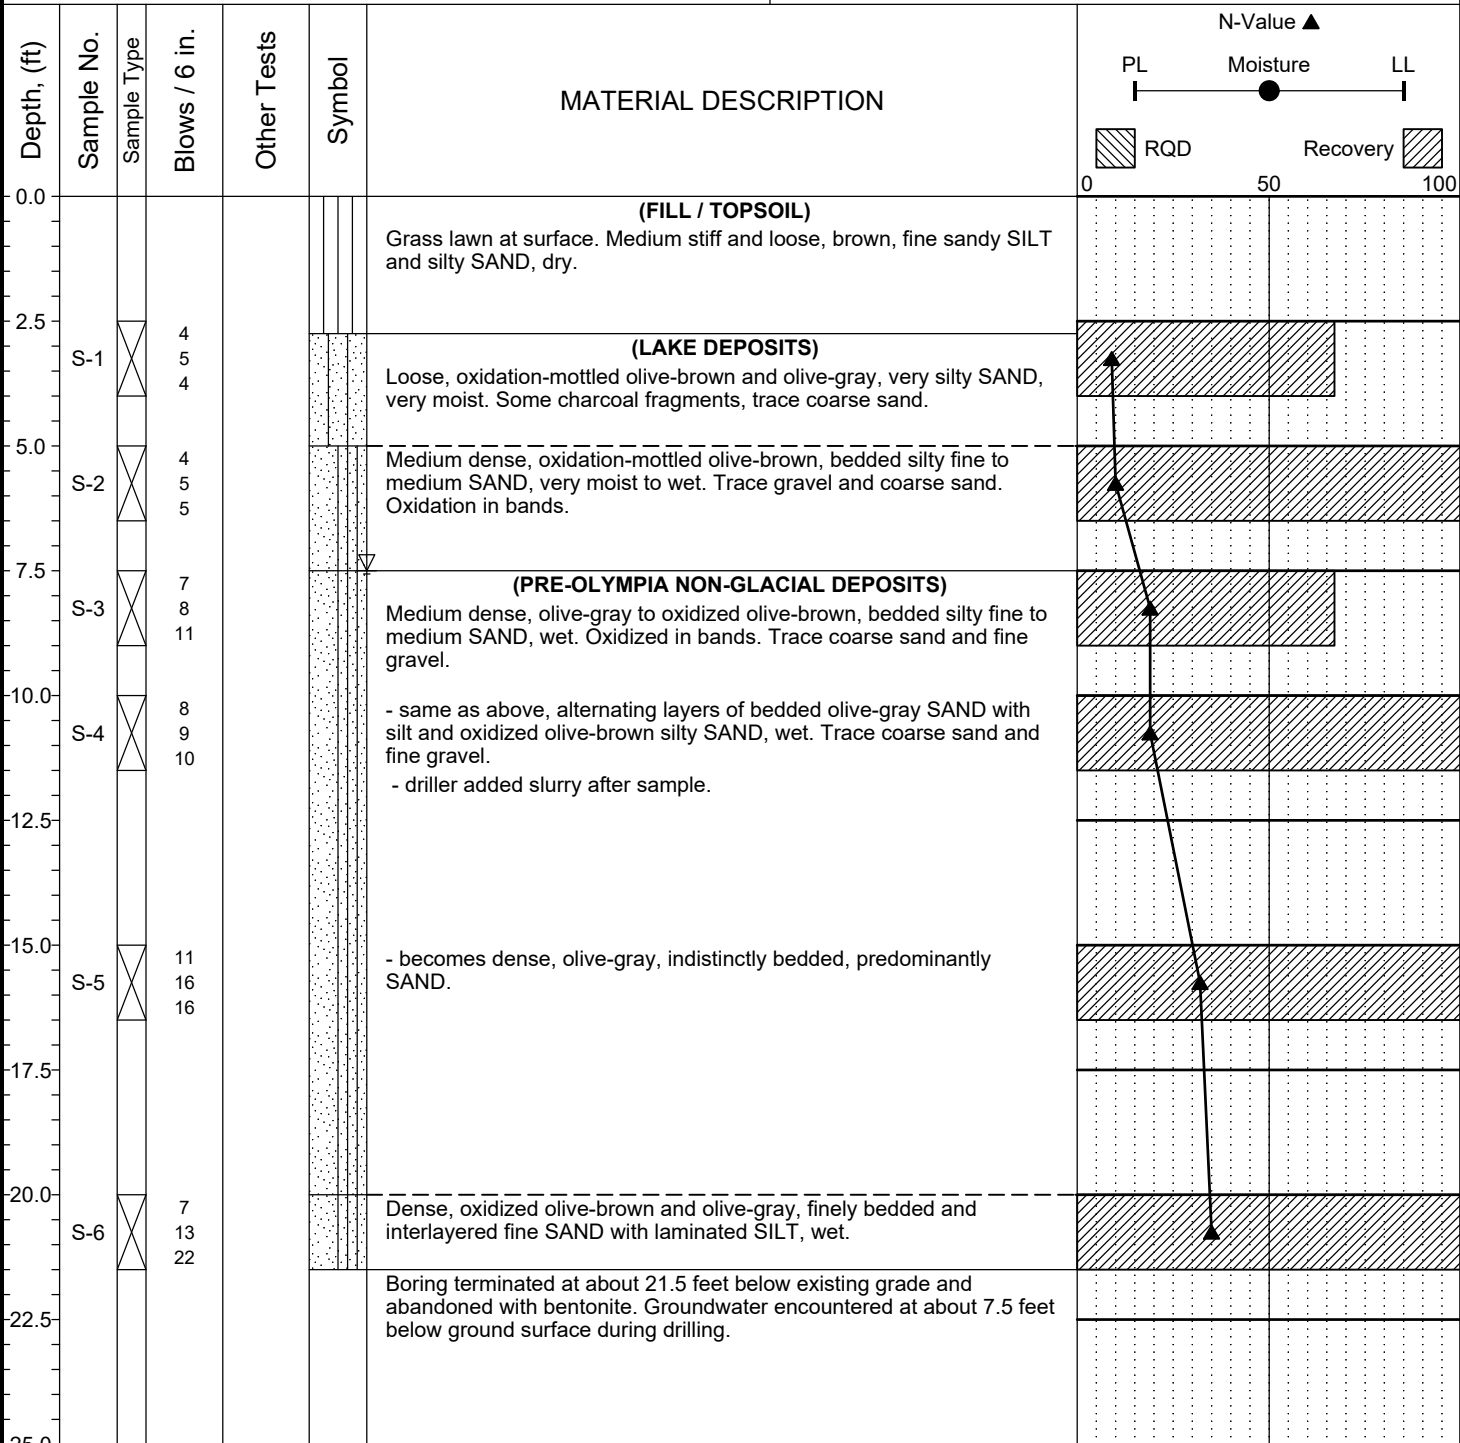 Depth, (ft)
Sample No.
Sample Type
Blows / 6 in.
Other Tests
Symbol
MATERIAL DESCRIPTION
N-Value ▲
PL Moisture LL
RQD Recovery
0 50 100
0.0
(FILL / TOPSOIL)
Grass lawn at surface. Medium stiff and loose, brown, fine sandy SILT
and silty SAND, dry.
2.5
S-1
4
5
4
(LAKE DEPOSITS)
Loose, oxidation-mottled olive-brown and olive-gray, very silty SAND,
very moist. Some charcoal fragments, trace coarse sand.
5.0
S-2
4
5
5
Medium dense, oxidation-mottled olive-brown, bedded silty fine to
medium SAND, very moist to wet. Trace gravel and coarse sand.
Oxidation in bands.
7.5
S-3
7
8
11
(PRE-OLYMPIA NON-GLACIAL DEPOSITS)
Medium dense, olive-gray to oxidized olive-brown, bedded silty fine to
medium SAND, wet. Oxidized in bands. Trace coarse sand and fine
gravel.
10.0
S-4
8
9
10
- same as above, alternating layers of bedded olive-gray SAND with
silt and oxidized olive-brown silty SAND, wet. Trace coarse sand and
fine gravel.
- driller added slurry after sample.
12.5
15.0
S-5
11
16
16
- becomes dense, olive-gray, indistinctly bedded, predominantly
SAND.
17.5
20.0
S-6
7
13
22
Dense, oxidized olive-brown and olive-gray, finely bedded and
interlayered fine SAND with laminated SILT, wet.
Boring terminated at about 21.5 feet below existing grade and
abandoned with bentonite. Groundwater encountered at about 7.5 feet
below ground surface during drilling.
22.5
25.0